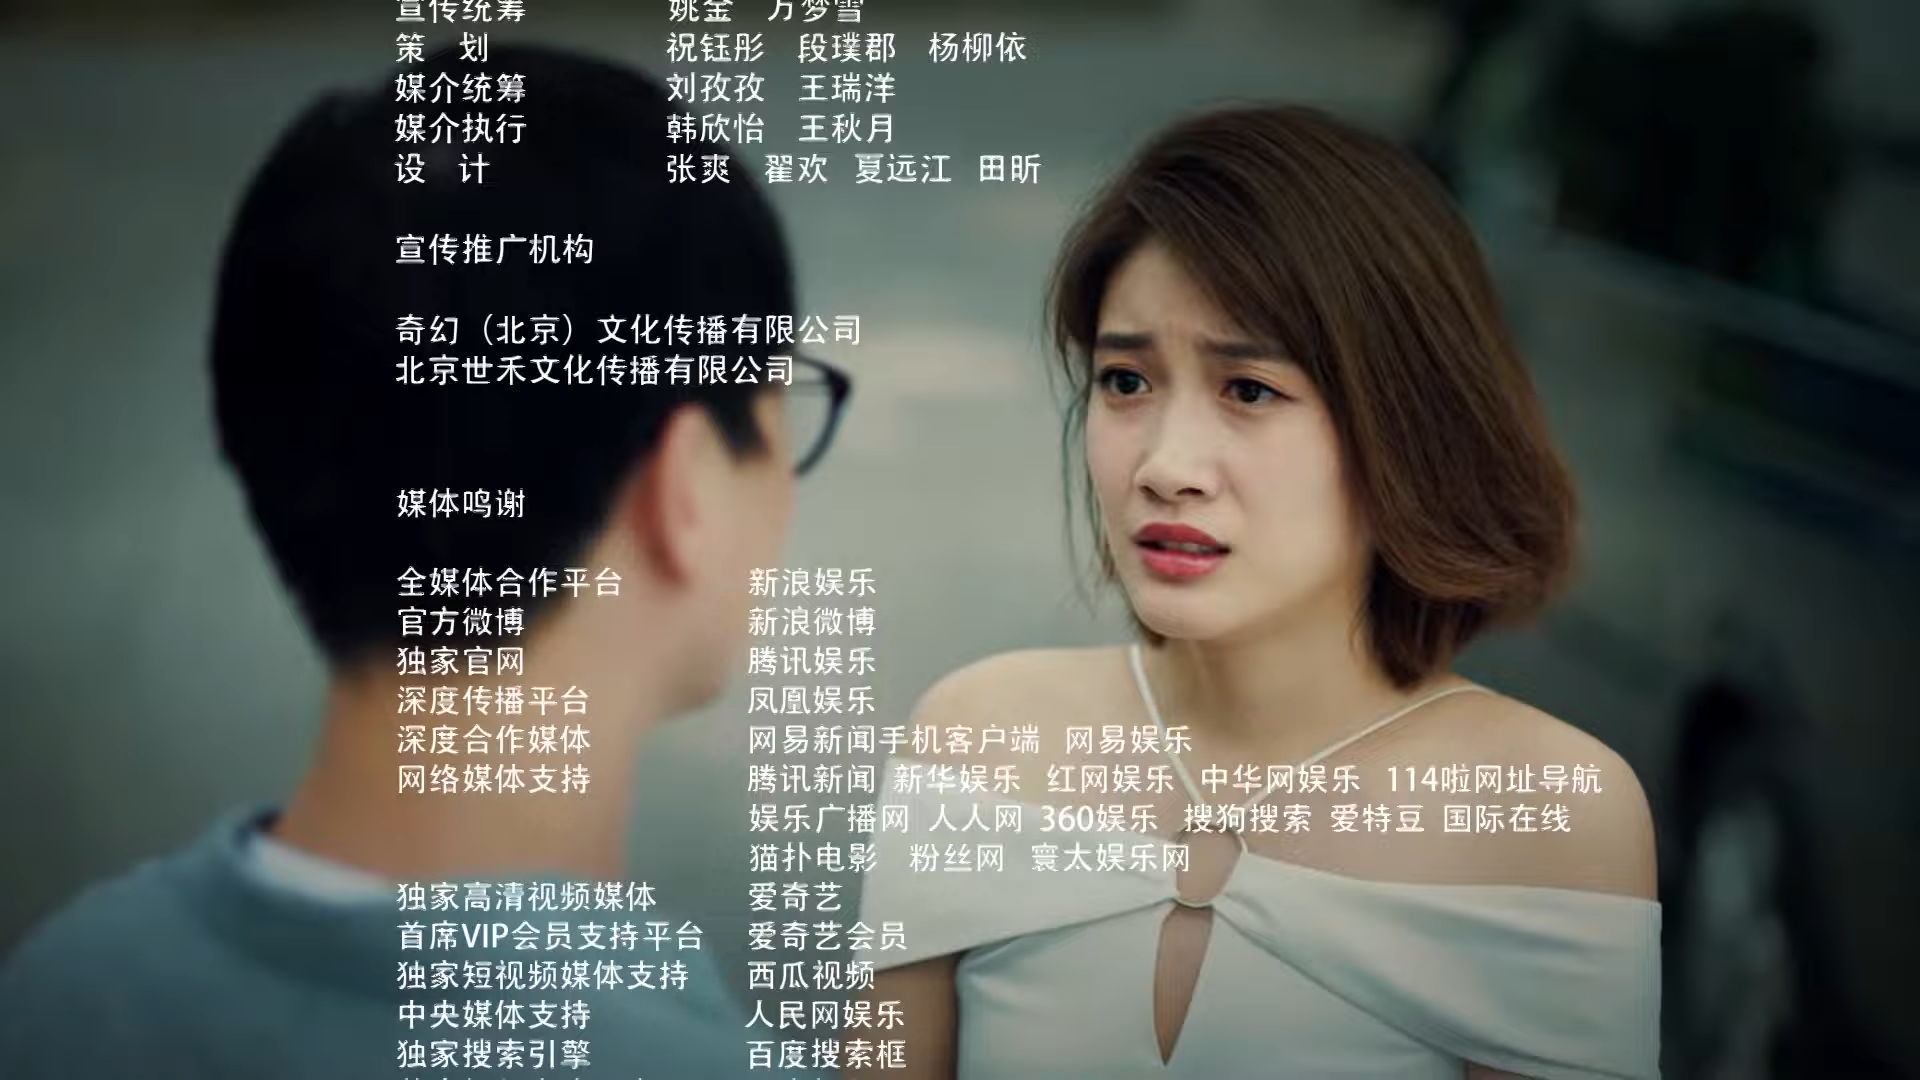 宣传统筹 姚金 万梦雪
策 划 祝钰彤 段璞郡 杨柳依
媒介统筹 刘孜孜 王瑞洋
媒介执行 韩欣怡 王秋月
设 计 张爽 翟欢 夏远江 田昕
宣传推广机构
奇幻（北京）文化传播有限公司
北京世禾文化传播有限公司
媒体鸣谢
全媒体合作平台 新浪娱乐
官方微博 新浪微博
独家官网 腾讯娱乐
深度传播平台 凤凰娱乐
深度合作媒体 网易新闻手机客户端 网易娱乐
网络媒体支持 腾讯新闻 新华娱乐 红网娱乐 中华网娱乐 114啦网址导航
娱乐广播网 人人网 360娱乐 搜狗搜索 爱特豆 国际在线
猫扑电影 粉丝网 寰太娱乐网
独家高清视频媒体 爱奇艺
首席VIP会员支持平台 爱奇艺会员
独家短视频媒体支持 西瓜视频
中央媒体支持 人民网娱乐
独家搜索引擎 百度搜索框